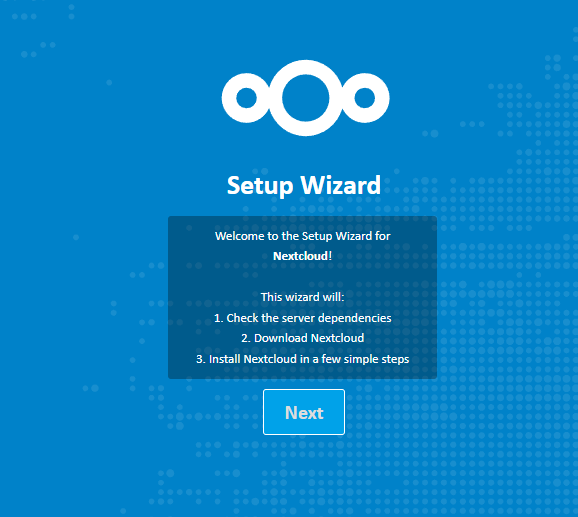 Setup Wizard
Welcome to the Setup Wizard for
Nextcloud!
This wizard will:
1. Check the server dependencies
2. Download Nextcloud
3. Install Nextcloud in a few simple steps
Next